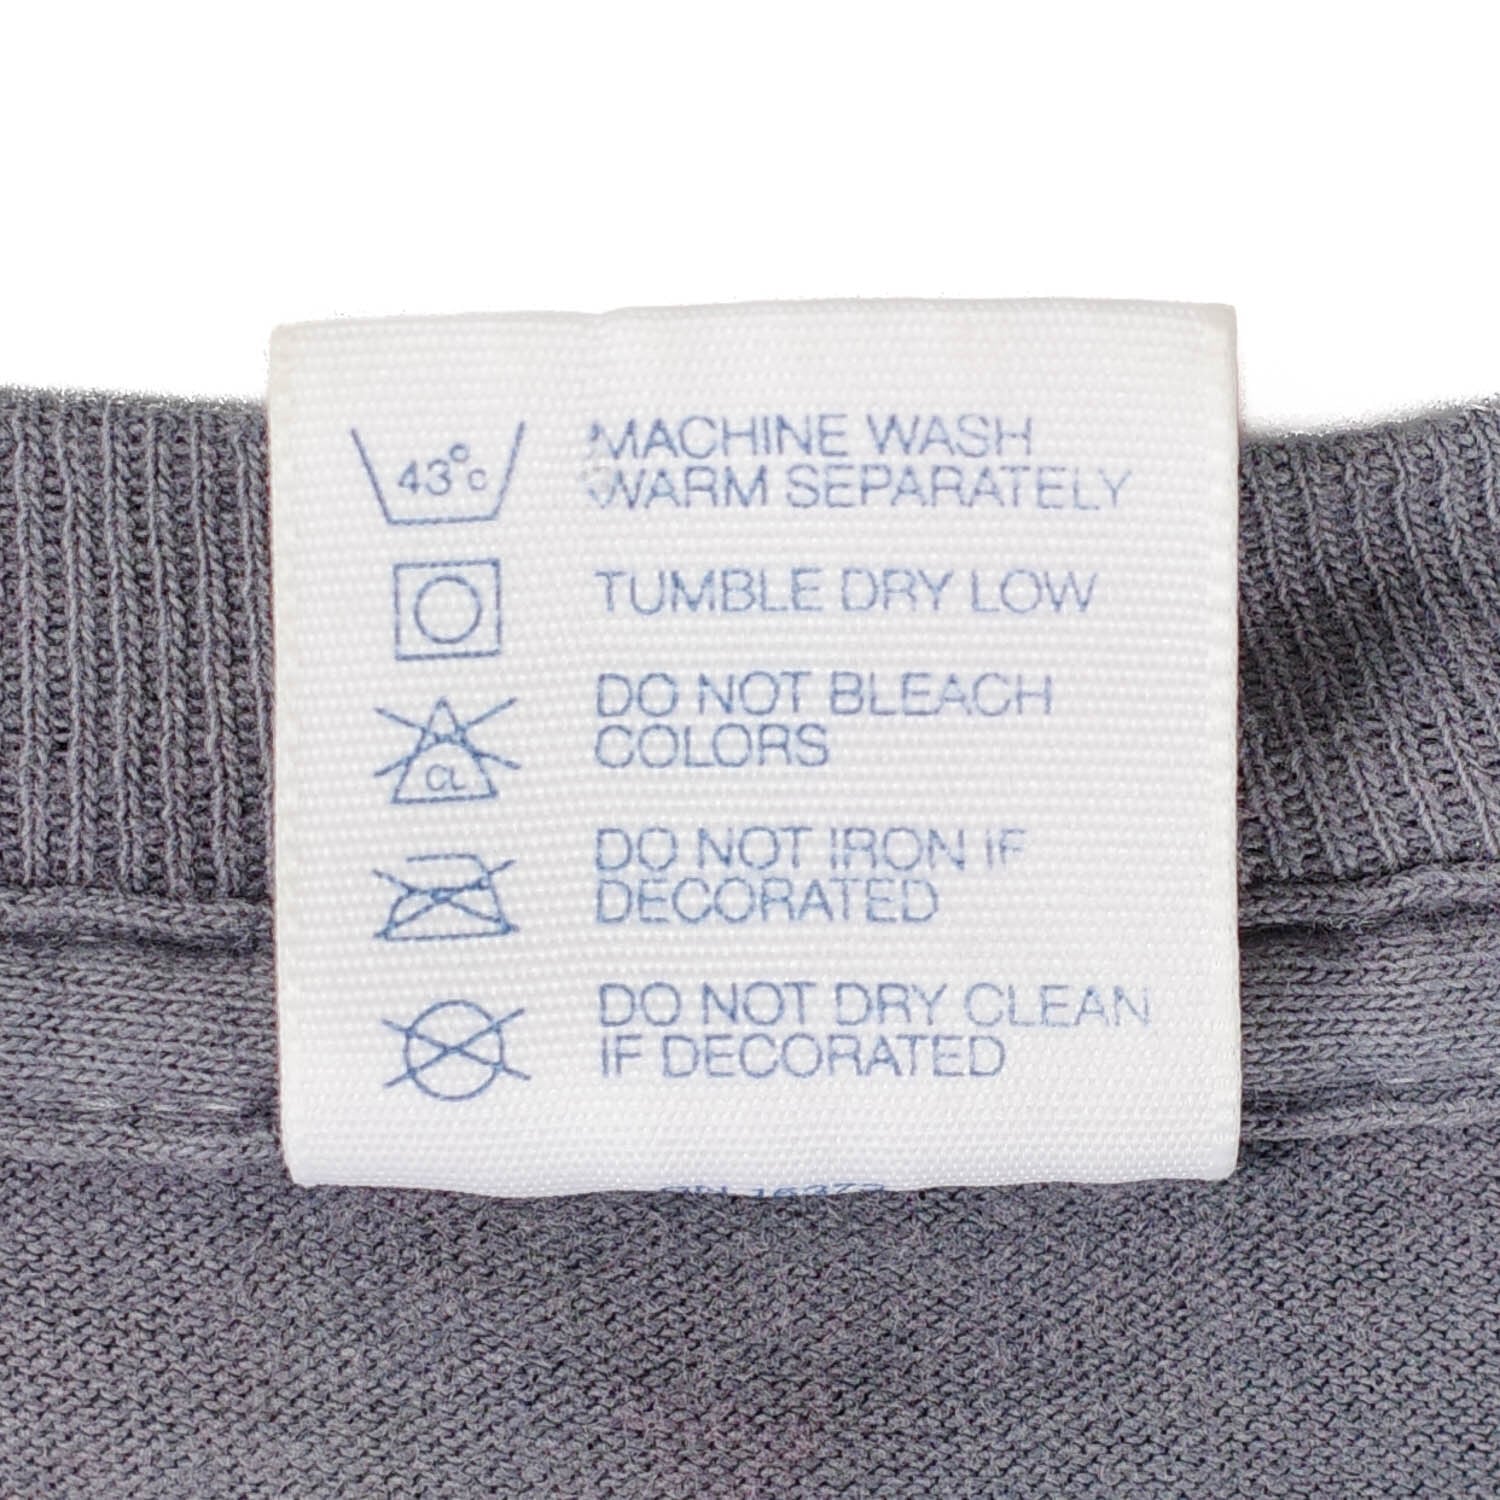 43°C MACHINE WASH
WARM SEPARATELY
TUMBLE DRY LOW
DO NOT BLEACH
CL COLORS
DO NOT IRON IF
DECORATED
DO NOT DRY CLEAN
IF DECORATED